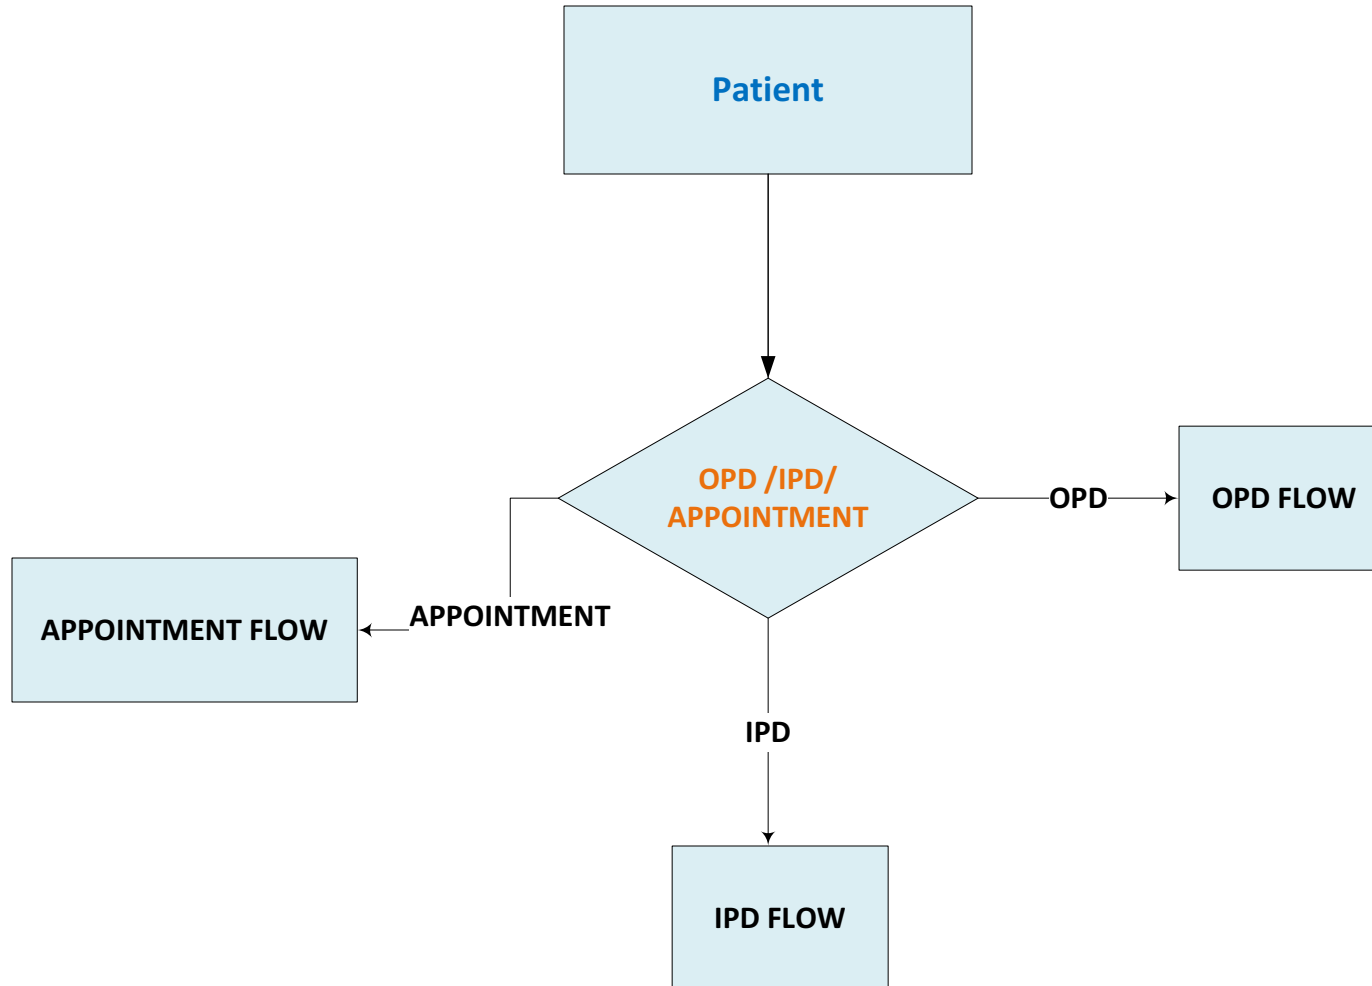 Patient
OPD /IPD/
APPOINTMENT
OPD
OPD FLOW
APPOINTMENT
APPOINTMENT FLOW
IPD
IPD FLOW